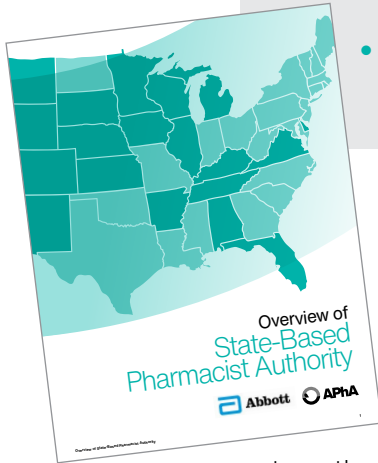 Overview of
State-Based
Pharmacist Authority
Abbott APhA
Overview of State-Based Pharmacist Authority